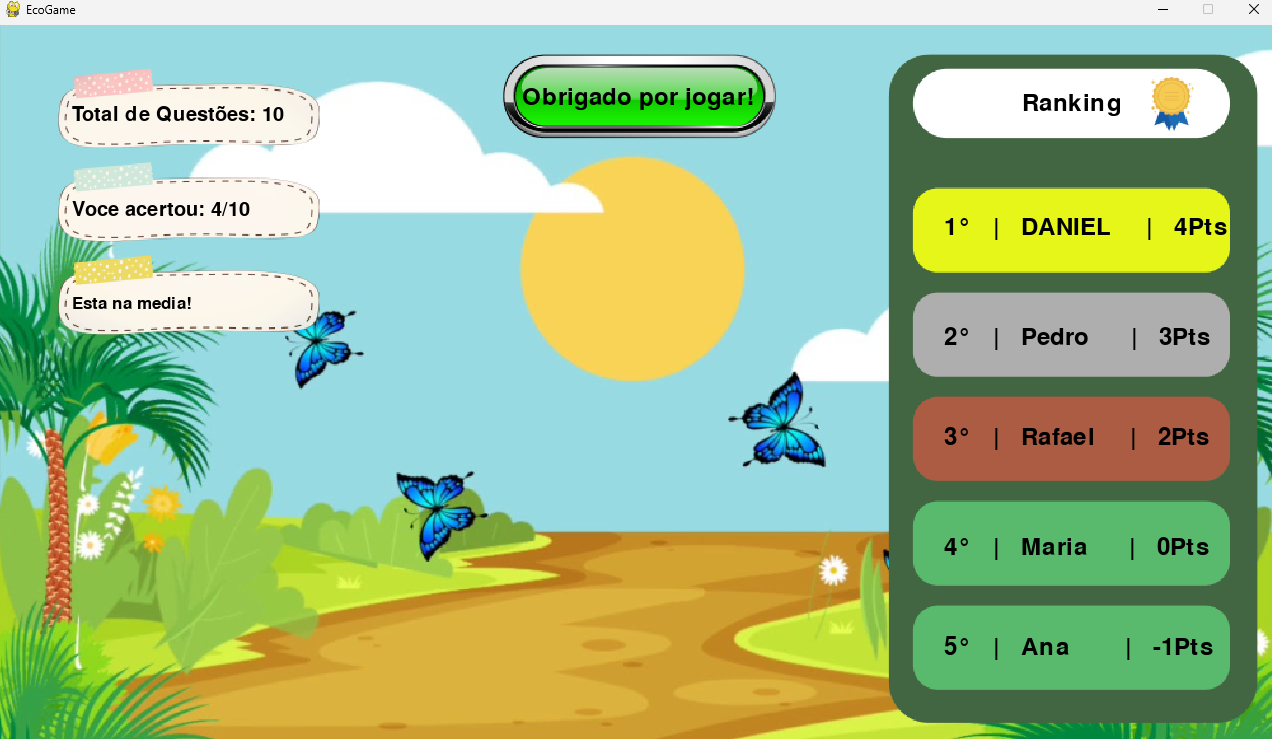 EcoGame
Total de Questões: 10
Voce acertou: 4/10
Esta na media!
Obrigado por jogar!
Ranking
1° | DANIEL | 4Pts
2° | Pedro | 3Pts
3° | Rafael | 2Pts
4° | Maria | 0Pts
5° | Ana | -1Pts